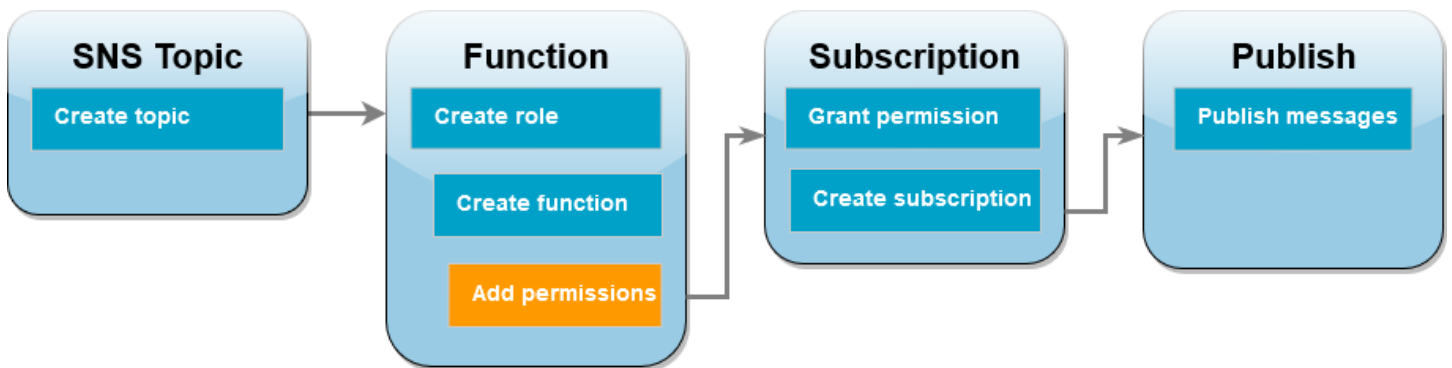 SNS Topic
Create topic
Function
Create role
Create function
Add permissions
Subscription
Grant permission
Create subscription
Publish
Publish messages